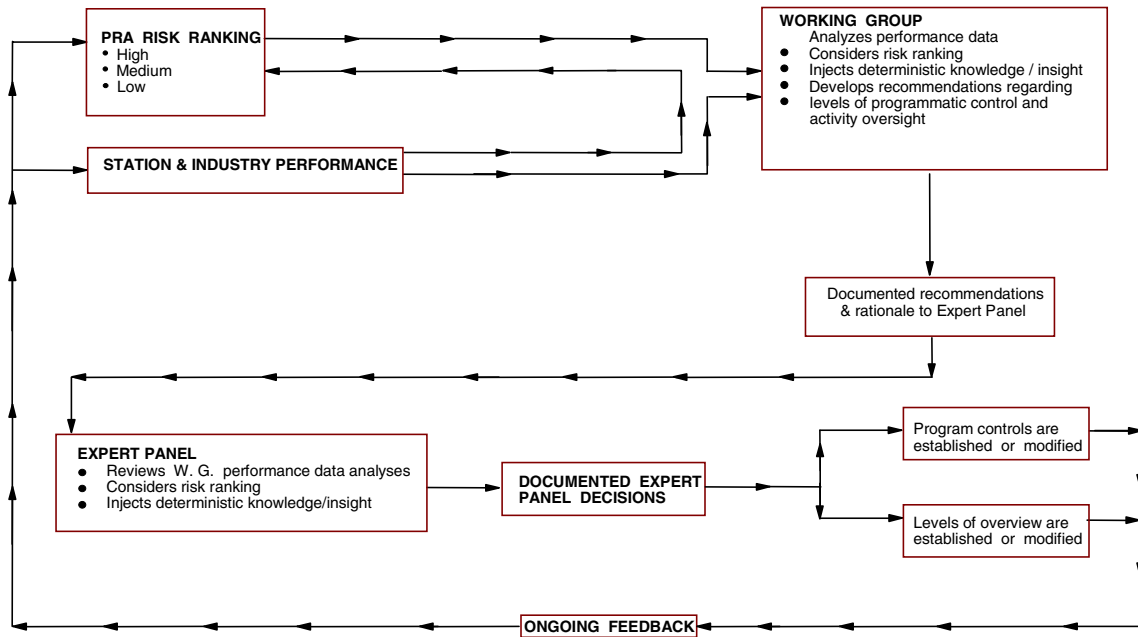 PRA RISK RANKING
• High
• Medium
• Low
STATION & INDUSTRY PERFORMANCE
WORKING GROUP
Analyzes performance data
● Considers risk ranking
● Injects deterministic knowledge / insight
● Develops recommendations regarding
● levels of programmatic control and
activity oversight
Documented recommendations
& rationale to Expert Panel
EXPERT PANEL
● Reviews W. G. performance data analyses
● Considers risk ranking
● Injects deterministic knowledge/insight
DOCUMENTED EXPERT
PANEL DECISIONS
Program controls are
established or modified
Levels of overview are
established or modified
ONGOING FEEDBACK